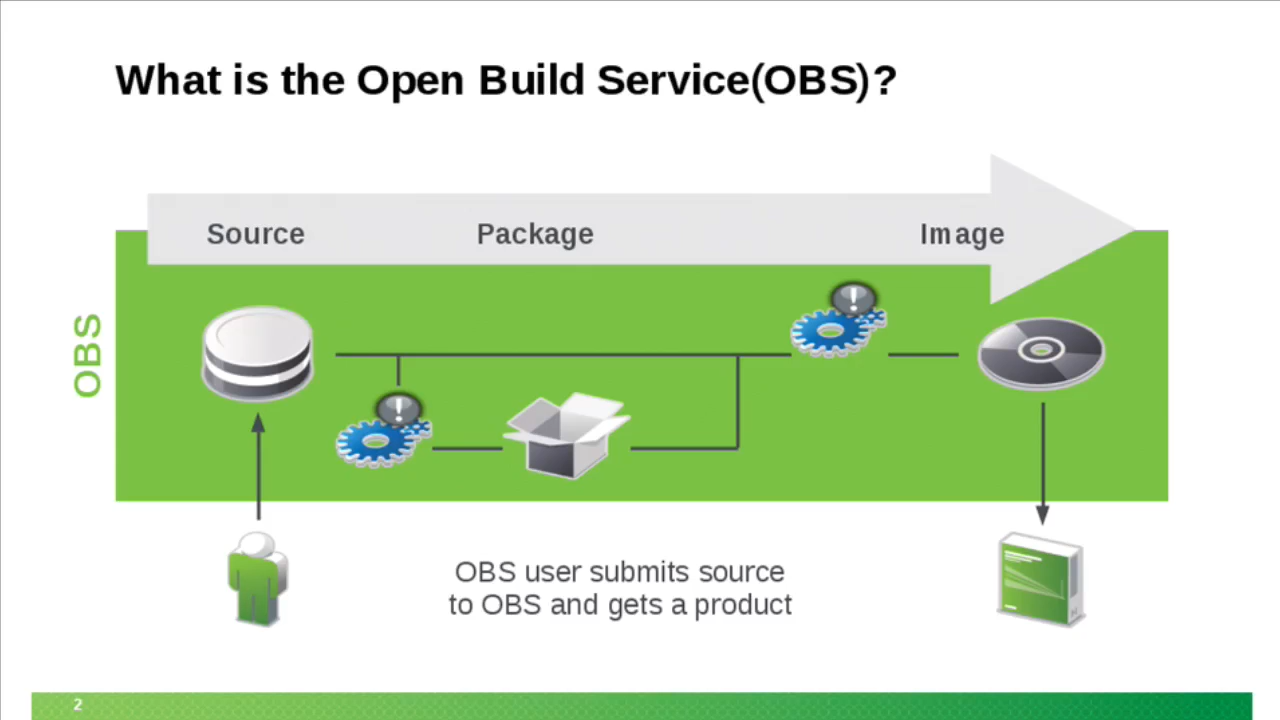 What is the Open Build Service(OBS)?
Source
Package
Image
OBS
OBS user submits source
to OBS and gets a product
2